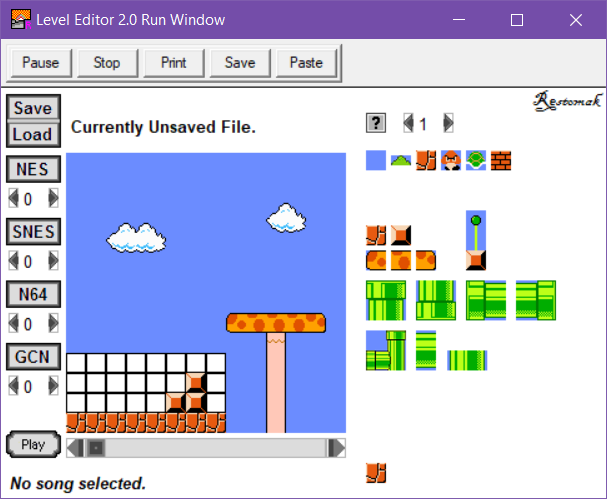 Level Editor 2.0 Run Window
Pause Stop Print Save Paste
Restomak
Save
Load
Currently Unsaved File.
? 1
NES
0
SNES
0
N64
0
GCN
0
Play
No song selected.